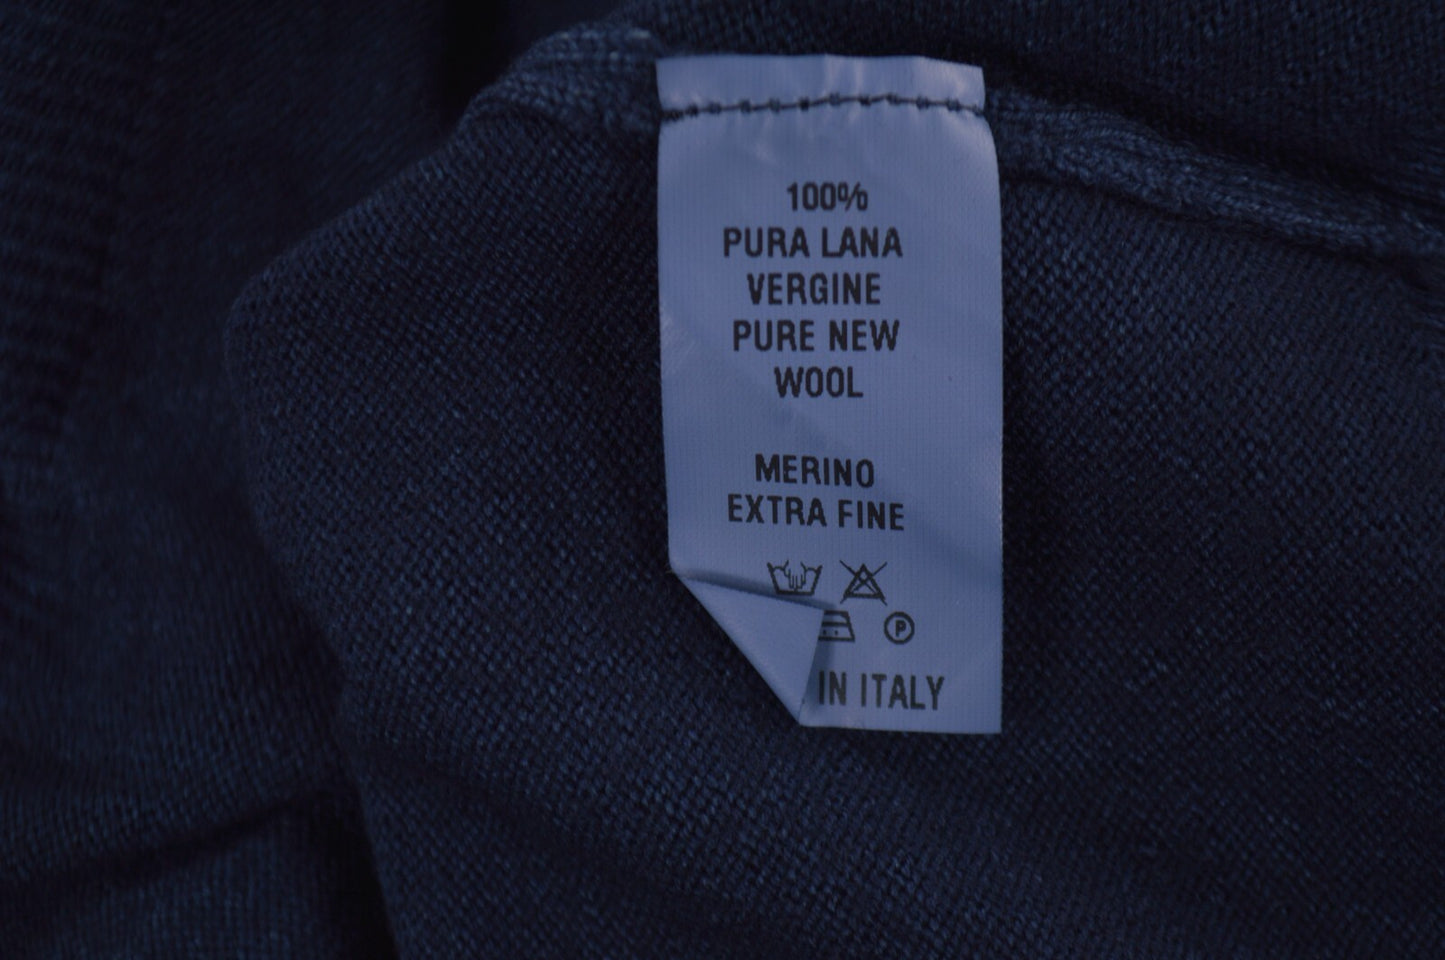 100%
PURA LANA
VERGINE
PURE NEW
WOOL
MERINO
EXTRA FINE
P
IN ITALY